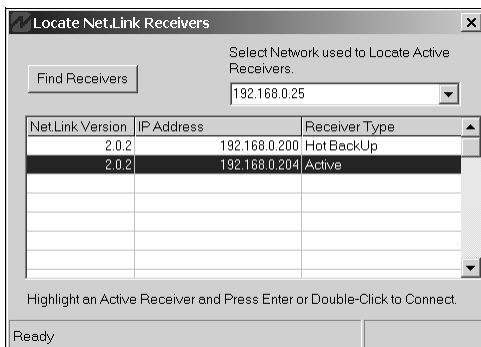 Locate Net.Link Receivers
Select Network used to Locate Active
Receivers.
Find Receivers
192.168.0.25
Net.Link Version IP Address Receiver Type
2.0.2 192.168.0.200 Hot BackUp
2.0.2 192.168.0.204 Active
Highlight an Active Receiver and Press Enter or Double-Click to Connect.
Ready